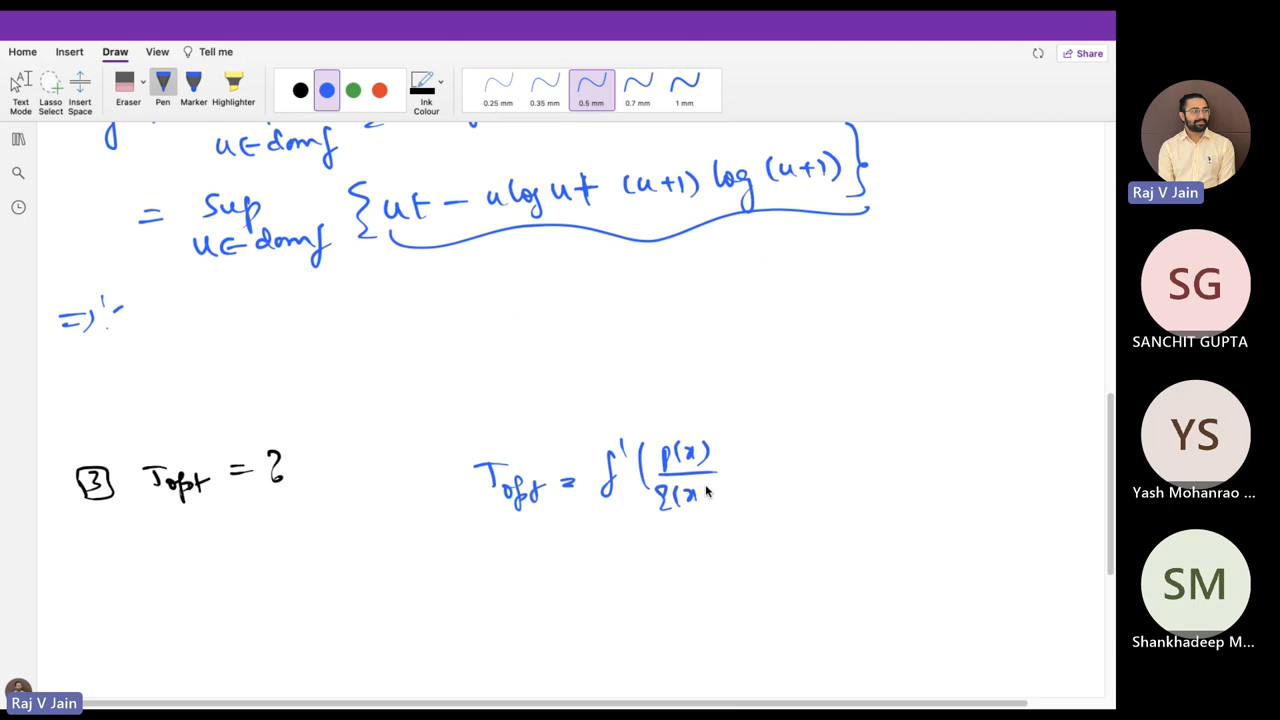 Home Insert Draw View Tell me
Share
Text Mode Lasso Select Insert Space Eraser Pen Marker Highlighter Ink Colour 0.25 mm 0.35 mm 0.5 mm 0.7 mm 1 mm
u∈domf
= Sup {ut - u log u + (u+1) log (u+1)}
u∈domf
=>
3 Topt = ? Topt = f'(p(x)/q(x
Raj V Jain
SG
SANCHIT GUPTA
YS
Yash Mohanrao ...
SM
Shankhadeep M...
Raj V Jain